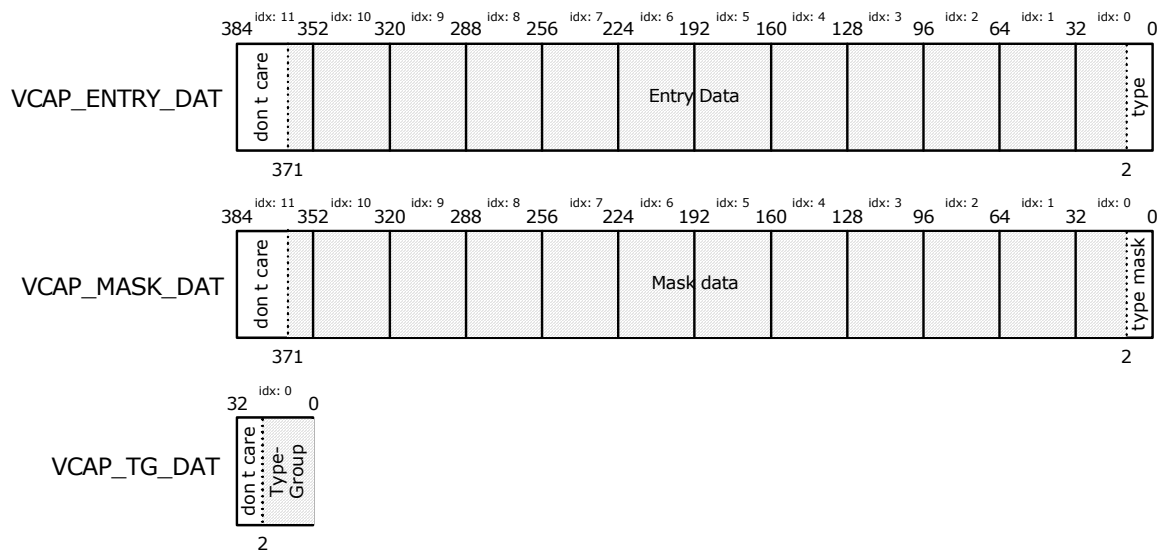 idx: 11 idx: 10 idx: 9 idx: 8 idx: 7 idx: 6 idx: 5 idx: 4 idx: 3 idx: 2 idx: 1 idx: 0
384 352 320 288 256 224 192 160 128 96 64 32 0
VCAP_ENTRY_DAT
don t care
Entry Data
type
371 2
idx: 11 idx: 10 idx: 9 idx: 8 idx: 7 idx: 6 idx: 5 idx: 4 idx: 3 idx: 2 idx: 1 idx: 0
384 352 320 288 256 224 192 160 128 96 64 32 0
VCAP_MASK_DAT
don t care
Mask data
type mask
371 2
idx: 0
32 0
VCAP_TG_DAT
don t care
Type-
Group
2